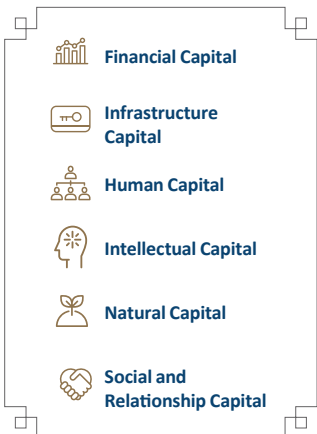 Financial Capital
Infrastructure
Capital
Human Capital
Intellectual Capital
Natural Capital
Social and
Relationship Capital